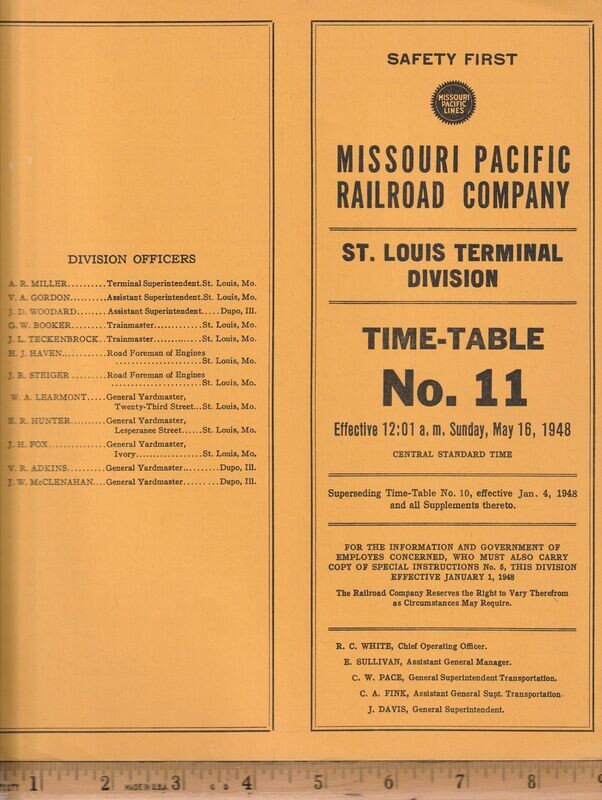 DIVISION OFFICERS
A. R. MILLER..........Terminal Superintendent.St. Louis, Mo.
V. A. GORDON.........Assistant Superintendent.St. Louis, Mo.
J. D. WOODARD.......Assistant Superintendent.....Dupo, Ill.
G. W. BOOKER.........Trainmaster.............St. Louis, Mo.
J. L. TECKENBROCK.Trainmaster.............St. Louis, Mo.
H. J. HAVEN...........Road Foreman of Engines
.......................St. Louis, Mo.
J. R. STEIGER.........Road Foreman of Engines
.......................St. Louis, Mo.
W. A. LEARMONT.....General Yardmaster,
Twenty-Third Street...St. Louis, Mo.
E. R. HUNTER.........General Yardmaster,
Lesperance Street......St. Louis, Mo.
J. H. FOX..............General Yardmaster,
Ivory..................St. Louis, Mo.
V. R. ADKINS.........General Yardmaster.........Dupo, Ill.
J. W. McCLENAHAN....General Yardmaster.........Dupo, Ill.
SAFETY FIRST
MISSOURI
PACIFIC
LINES
MISSOURI PACIFIC
RAILROAD COMPANY
ST. LOUIS TERMINAL
DIVISION
TIME-TABLE
No. 11
Effective 12:01 a. m. Sunday, May 16, 1948
CENTRAL STANDARD TIME
Superseding Time-Table No. 10, effective Jan. 4, 1948
and all Supplements thereto.
FOR THE INFORMATION AND GOVERNMENT OF
EMPLOYES CONCERNED, WHO MUST ALSO CARRY
COPY OF SPECIAL INSTRUCTIONS No. 5, THIS DIVISION
EFFECTIVE JANUARY 1, 1948
The Railroad Company Reserves the Right to Vary Therefrom
as Circumstances May Require.
R. C. WHITE, Chief Operating Officer.
E. SULLIVAN, Assistant General Manager.
C. W. PACE, General Superintendent Transportation.
C. A. FINK, Assistant General Supt. Transportation
J. DAVIS, General Superintendent.
1 2 3 4 5 6 7 8
MADE IN U.S.A.